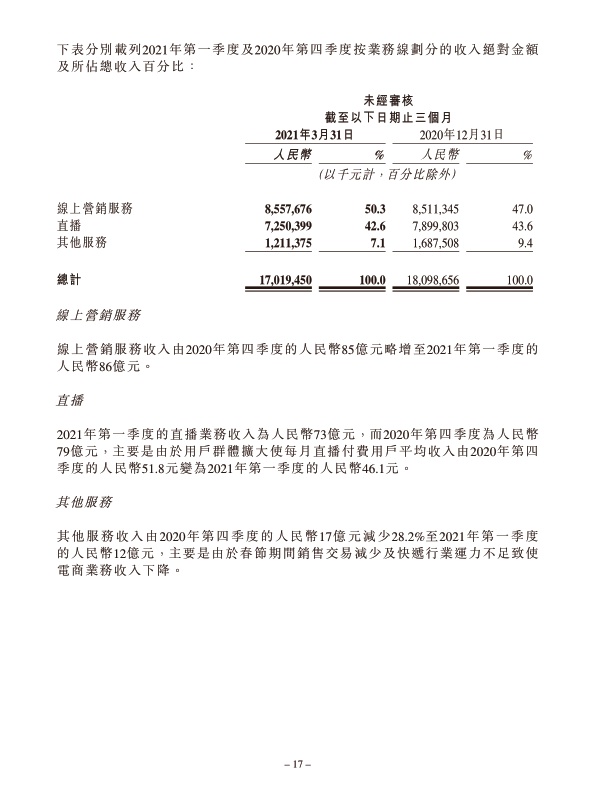 下表分別載列2021年第一季度及2020年第四季度按業務線劃分的收入絕對金額
及所佔總收入百分比：
未經審核
截至以下日期止三個月
2021年3月31日 2020年12月31日
人民幣 % 人民幣 %
(以千元計，百分比除外)
線上營銷服務 8,557,676 50.3 8,511,345 47.0
直播 7,250,399 42.6 7,899,803 43.6
其他服務 1,211,375 7.1 1,687,508 9.4
總計 17,019,450 100.0 18,098,656 100.0
線上營銷服務
線上營銷服務收入由2020年第四季度的人民幣85億元略增至2021年第一季度的
人民幣86億元。
直播
2021年第一季度的直播業務收入為人民幣73億元，而2020年第四季度為人民幣
79億元，主要是由於用戶群體擴大使每月直播付費用戶平均收入由2020年第四
季度的人民幣51.8元變為2021年第一季度的人民幣46.1元。
其他服務
其他服務收入由2020年第四季度的人民幣17億元減少28.2%至2021年第一季度
的人民幣12億元，主要是由於春節期間銷售交易減少及快遞行業運力不足致使
電商業務收入下降。
– 17 –